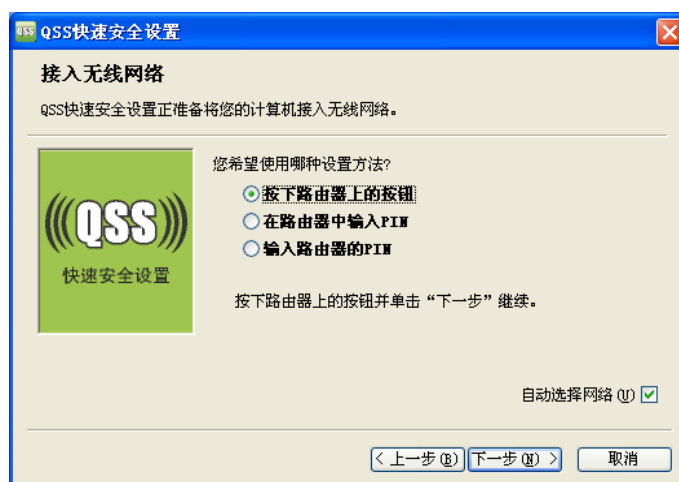 QSS QSS快速安全设置
接入无线网络
QSS快速安全设置正准备将您的计算机接入无线网络。
您希望使用哪种设置方法?
按下路由器上的按钮
在路由器中输入PIN
输入路由器的PIN
QSS
快速安全设置
按下路由器上的按钮并单击“下一步”继续。
自动选择网络(U)
< 上一步(B) 下一步(N) > 取消